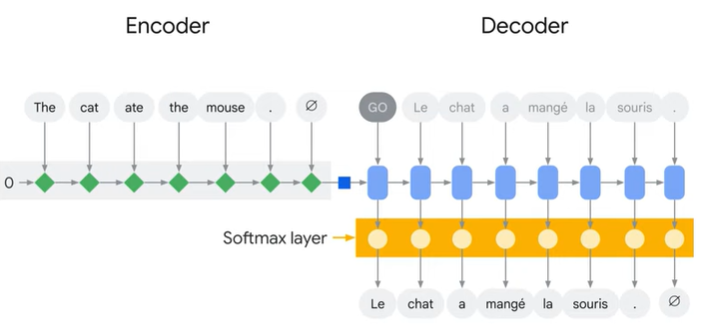 Encoder Decoder
The cat ate the mouse . ∅ GO Le chat a mangé la souris .
0
Softmax layer
Le chat a mangé la souris . ∅